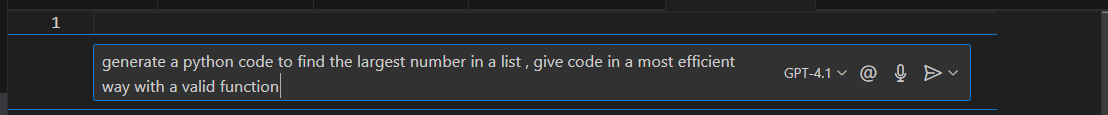 1
generate a python code to find the largest number in a list , give code in a most efficient
way with a valid function
GPT-4.1
@